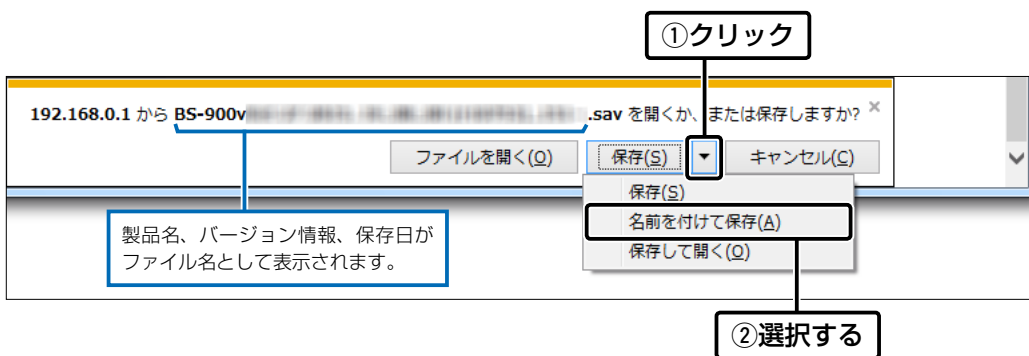 ①クリック
192.168.0.1 から BS-900v .sav を開くか、または保存しますか? ×
ファイルを開く(O) 保存(S) ▼ キャンセル(C)
保存(S)
名前を付けて保存(A)
保存して開く(O)
製品名、バージョン情報、保存日が
ファイル名として表示されます。
②選択する